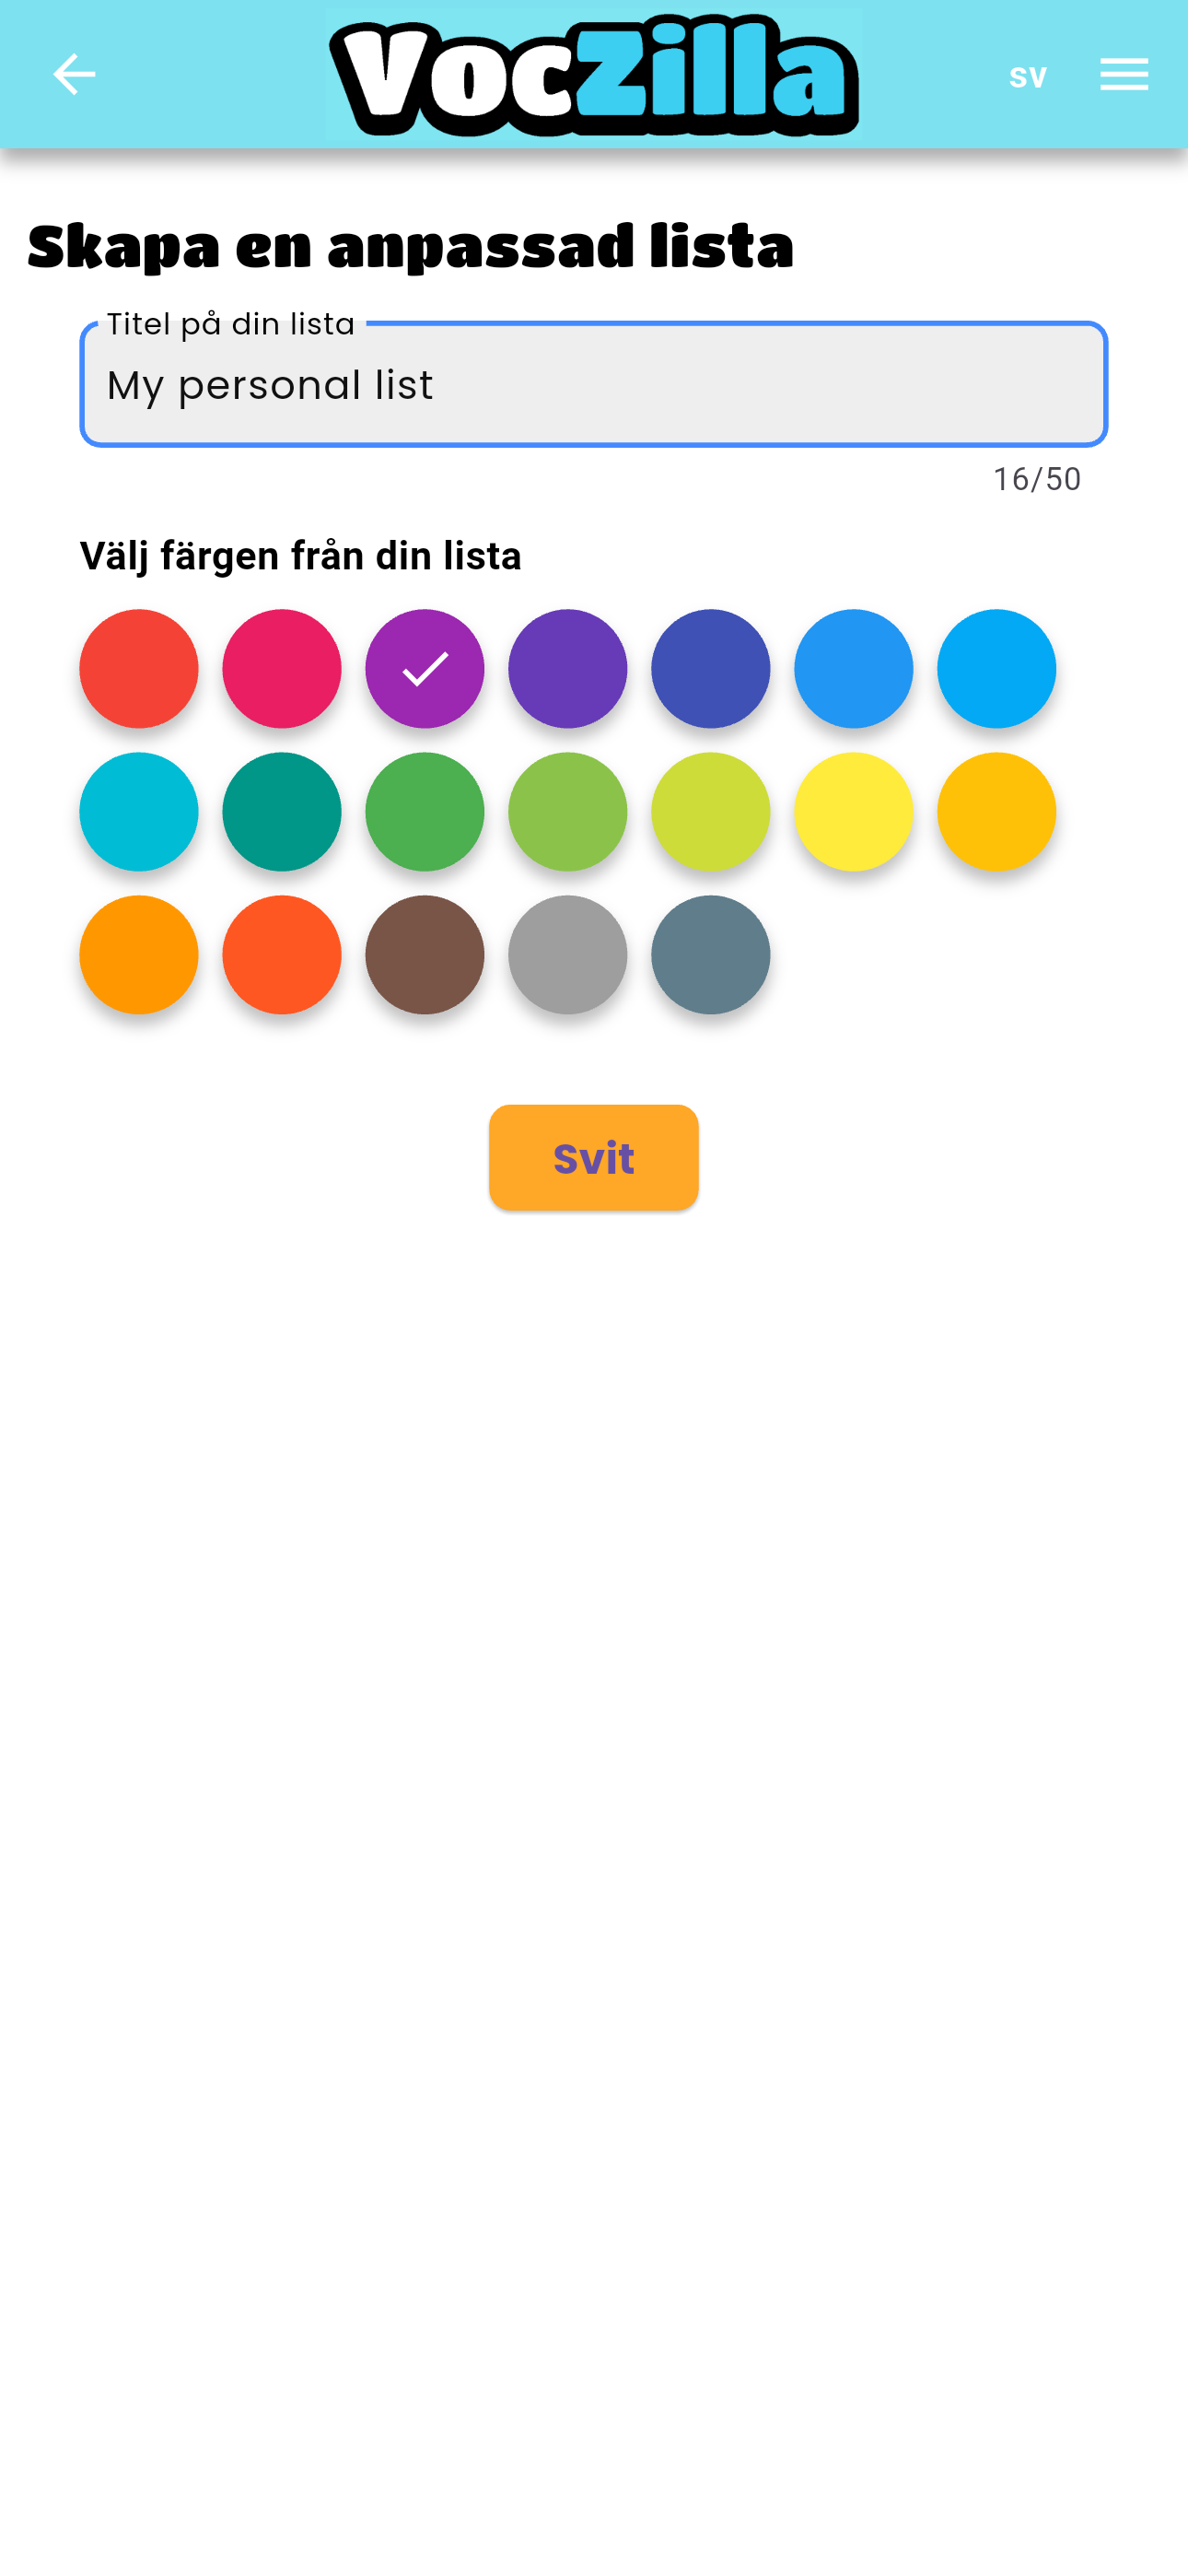 VocZilla
sv
Skapa en anpassad lista
Titel på din lista
My personal list
16/50
Välj färgen från din lista
Svit